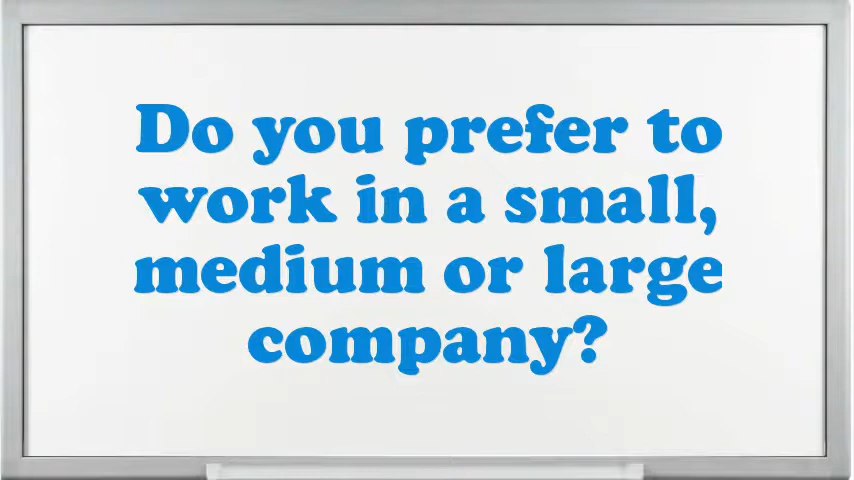 Do you prefer to
work in a small,
medium or large
company?